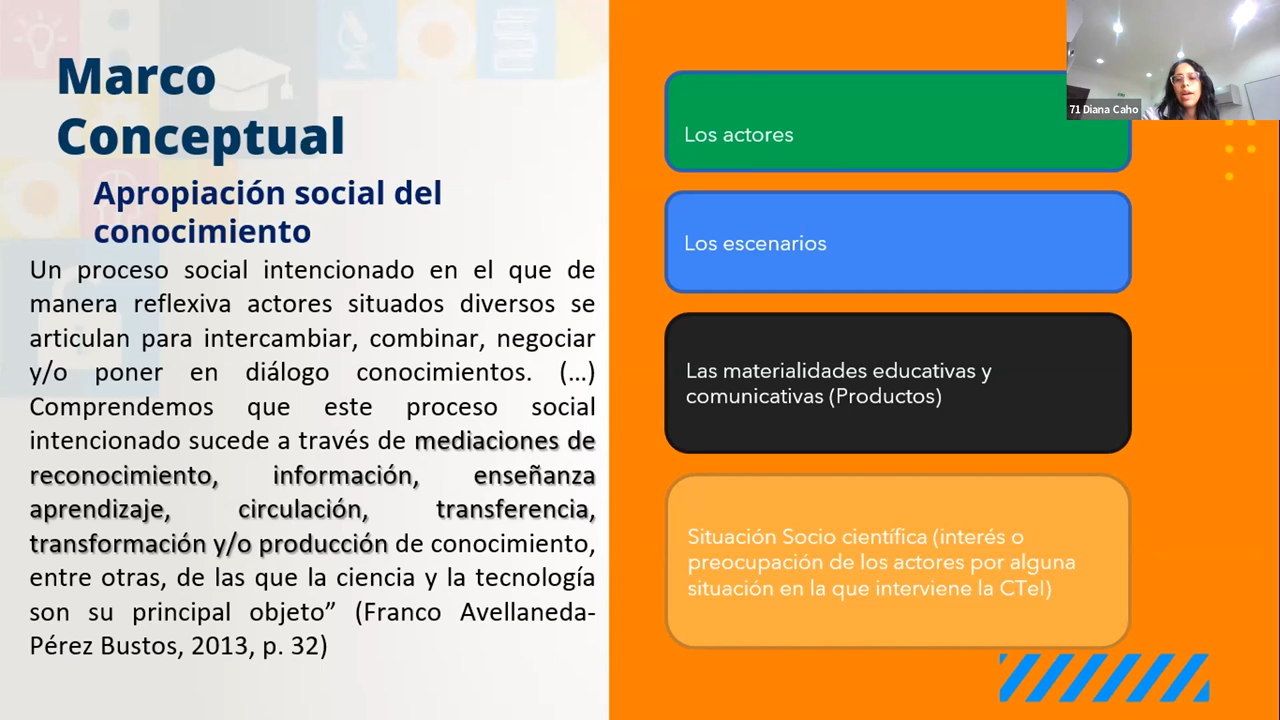 Marco
Conceptual
Apropiación social del
conocimiento
Un proceso social intencionado en el que de
manera reflexiva actores situados diversos se
articulan para intercambiar, combinar, negociar
y/o poner en diálogo conocimientos. (...)
Comprendemos que este proceso social
intencionado sucede a través de mediaciones de
reconocimiento, información, enseñanza
aprendizaje, circulación, transferencia,
transformación y/o producción de conocimiento,
entre otras, de las que la ciencia y la tecnología
son su principal objeto” (Franco Avellaneda-
Pérez Bustos, 2013, p. 32)
Los actores
Los escenarios
Las materialidades educativas y
comunicativas (Productos)
Situación Socio científica (interés o
preocupación de los actores por alguna
situación en la que interviene la CTeI)
71 Diana Caho